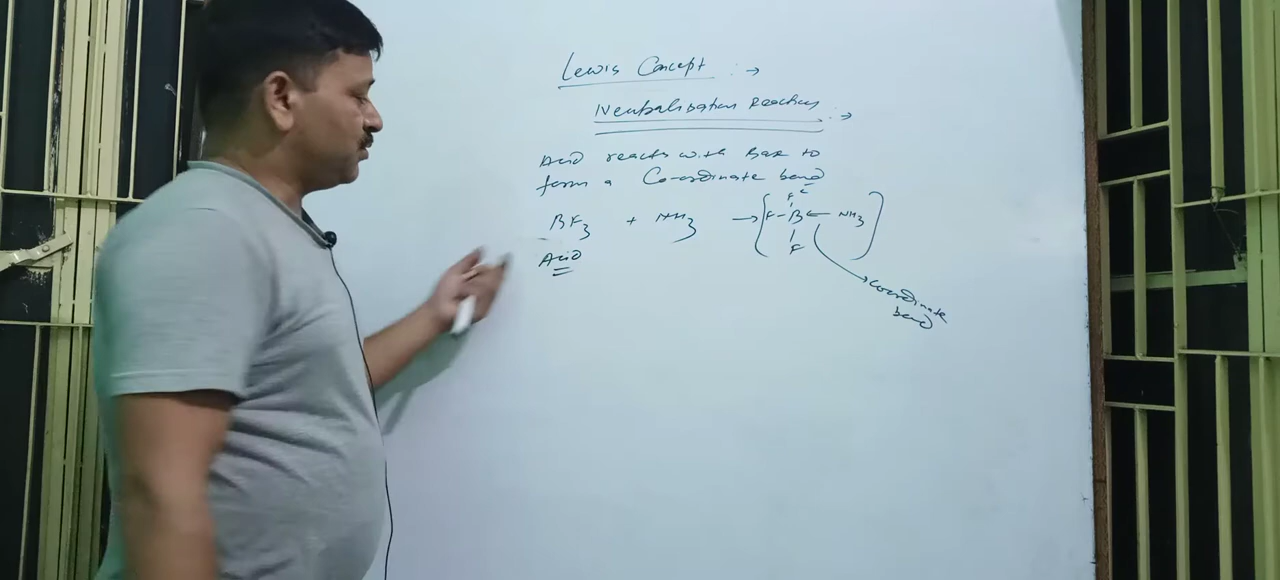 Lewis Concept :→
Neutralisation Reaction :→
Acid reacts with Base to
form a Co-ordinate bond
BF3 + NH3 → [F-B ← NH3]
F
F
Acid
Coordinate
bond